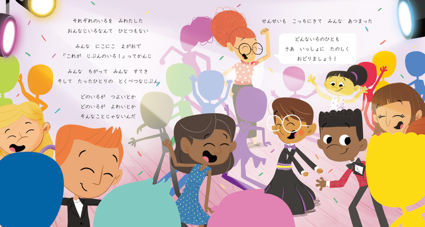 それぞれのいろを みわたした
おんなじいろなんて ひとつもない
みんな にこにこ えがおで
「これが じぶんのいろ！」ってかんじ
みんな ちがって みんな すてき
そして たったひとりの とくべつなじぶん
どのいろが つよいとか
どのいろが よわいとか
そんなことじゃないんだ
せんせいも こっちにきて みんな あつまった
どんないろのひとも
さあ いっしょに たのしく
おどりましょう！